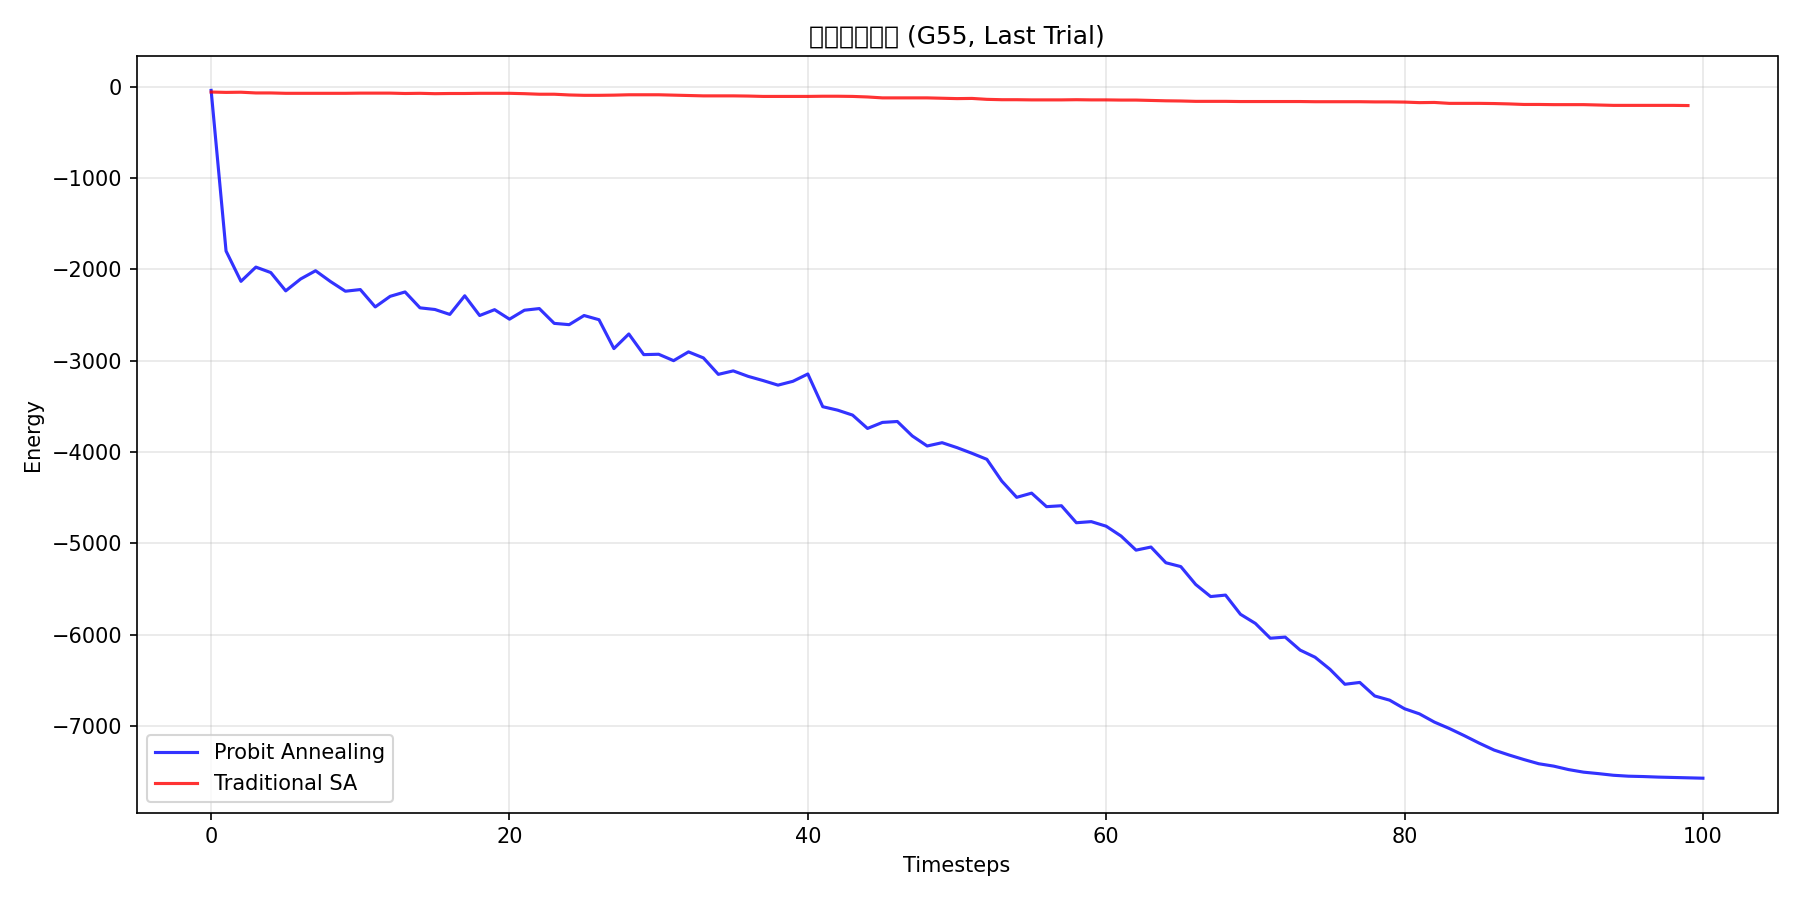 (G55, Last Trial)
Energy
0
−1000
−2000
−3000
−4000
−5000
−6000
−7000
Probit Annealing
Traditional SA
0 20 40 60 80 100
Timesteps